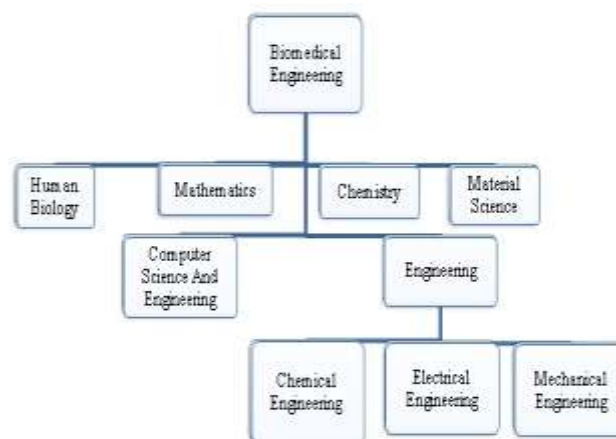 Biomedical
Engineering
Human
Biology
Mathematics
Chemistry
Material
Science
Computer
Science And
Engineering
Engineering
Chemical
Engineering
Electrical
Engineering
Mechanical
Engineering